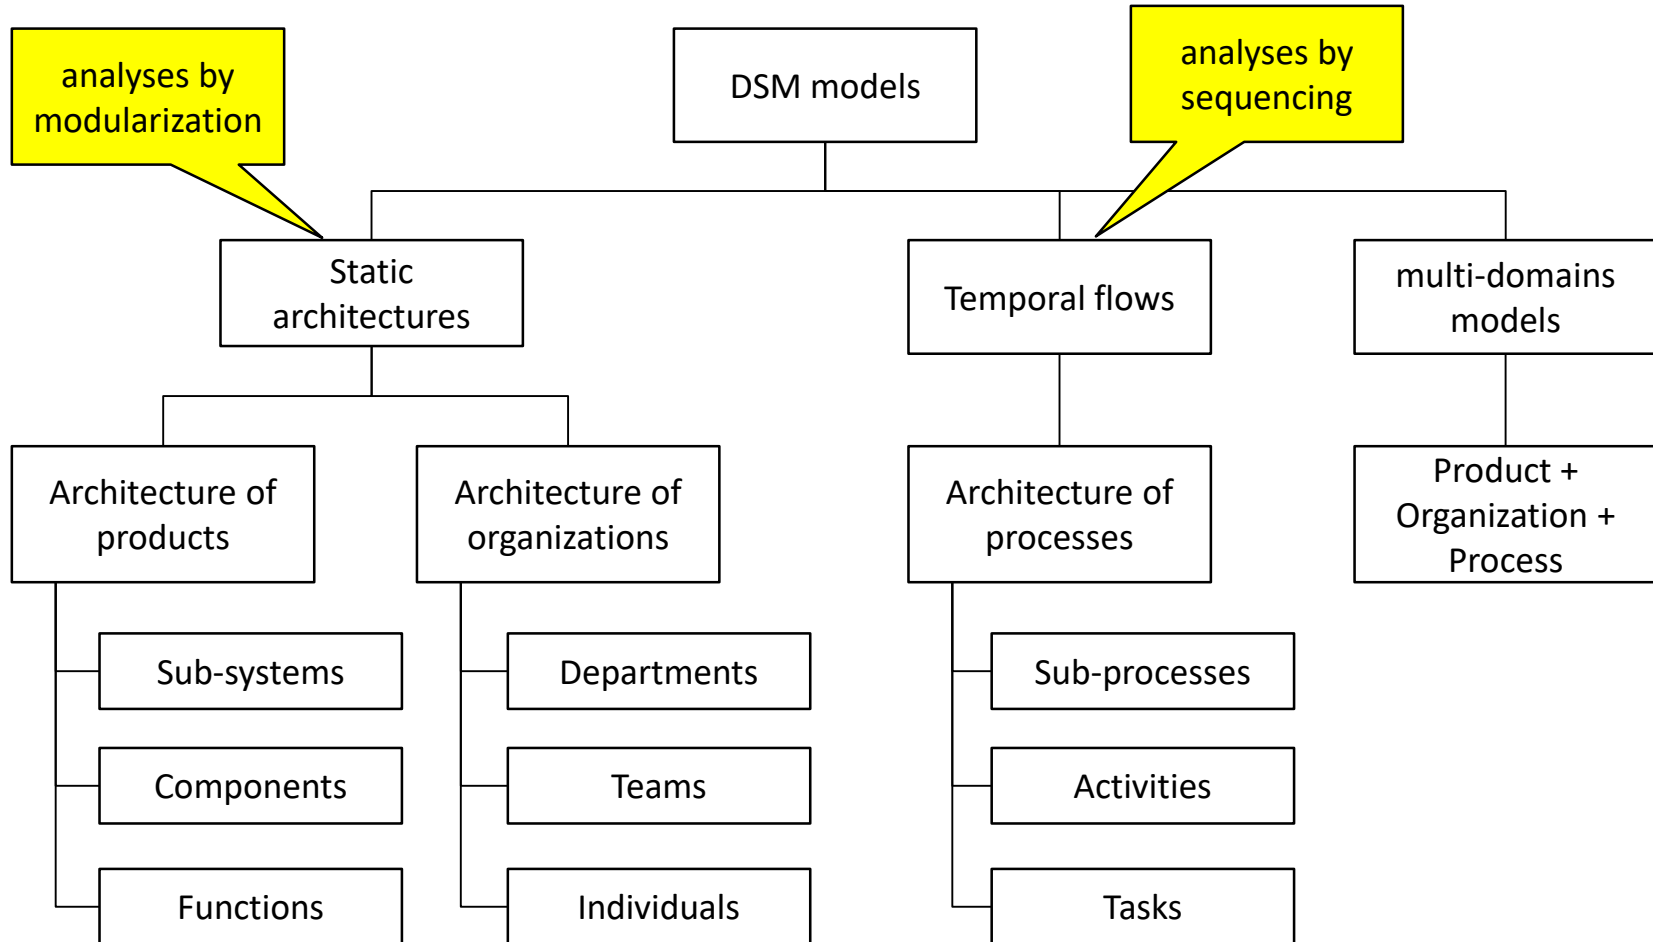 analyses by
modularization
DSM models
analyses by
sequencing
Static
architectures
Temporal flows
multi-domains
models
Architecture of
products
Architecture of
organizations
Architecture of
processes
Product +
Organization +
Process
Sub-systems
Departments
Sub-processes
Components
Teams
Activities
Functions
Individuals
Tasks